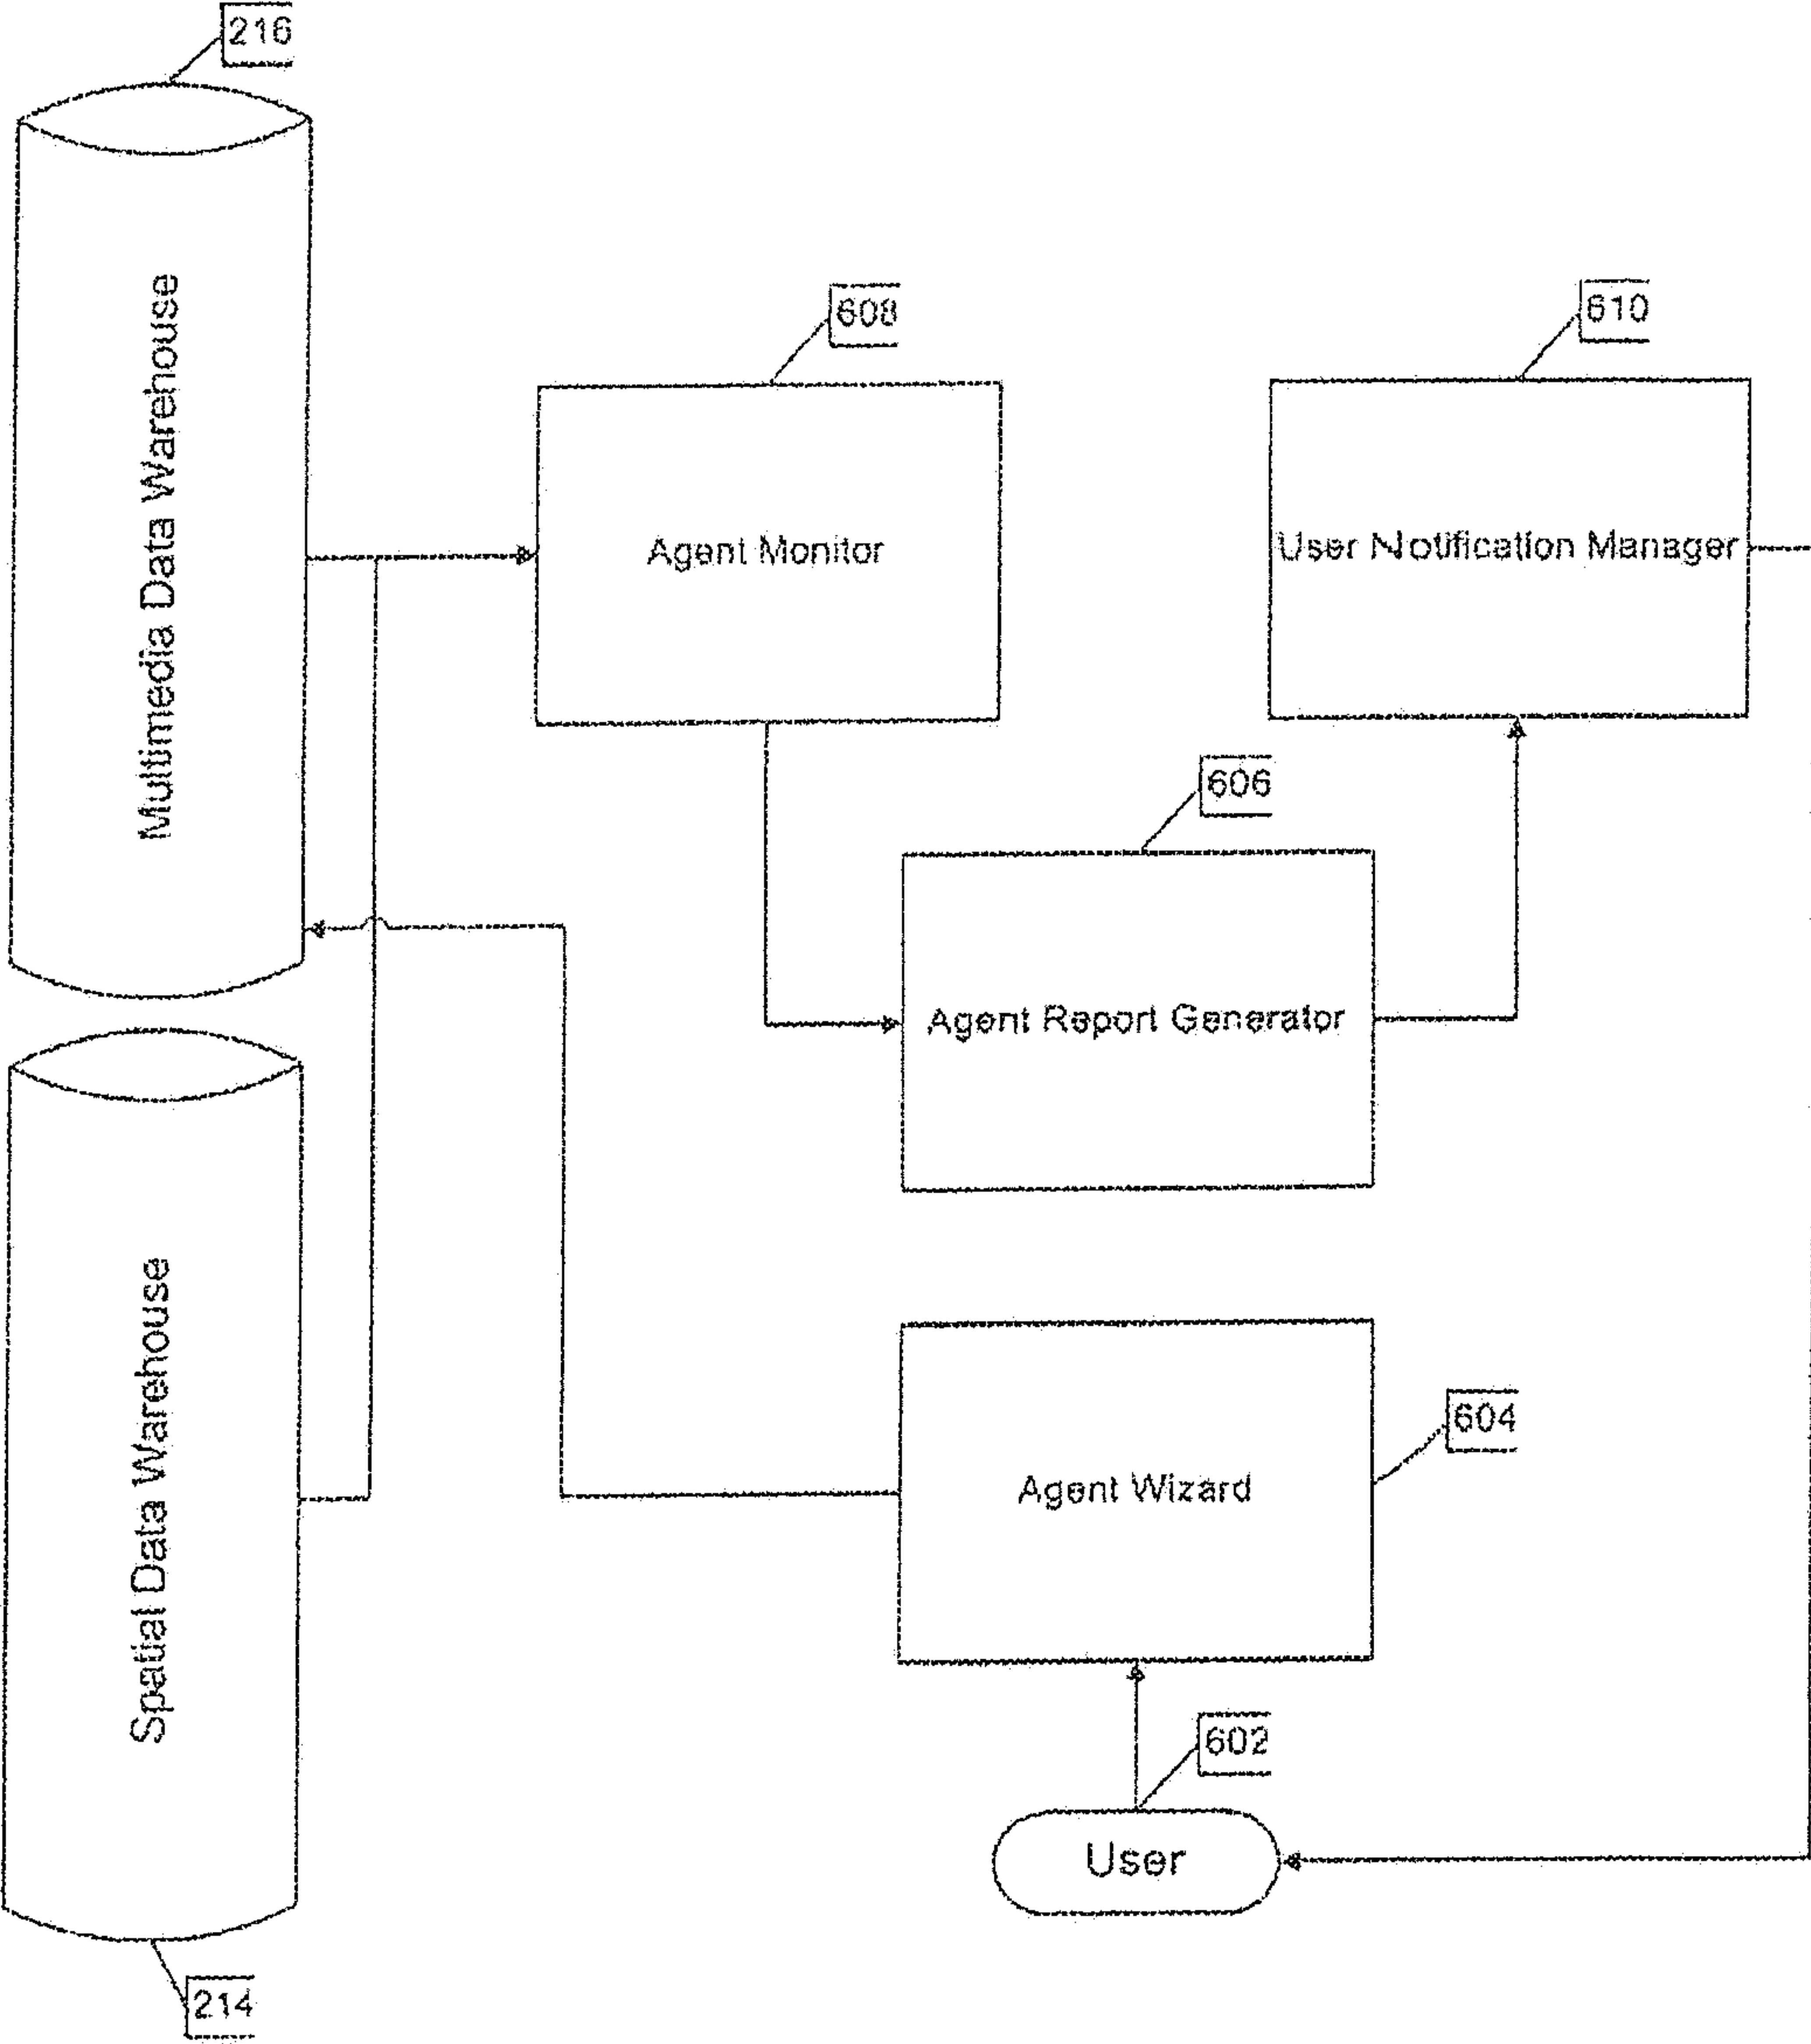 216
Multimedia Data Warehouse
608
Agent Monitor
610
User Notification Manager
606
Agent Report Generator
Spatial Data Warehouse
604
Agent Wizard
602
User
214